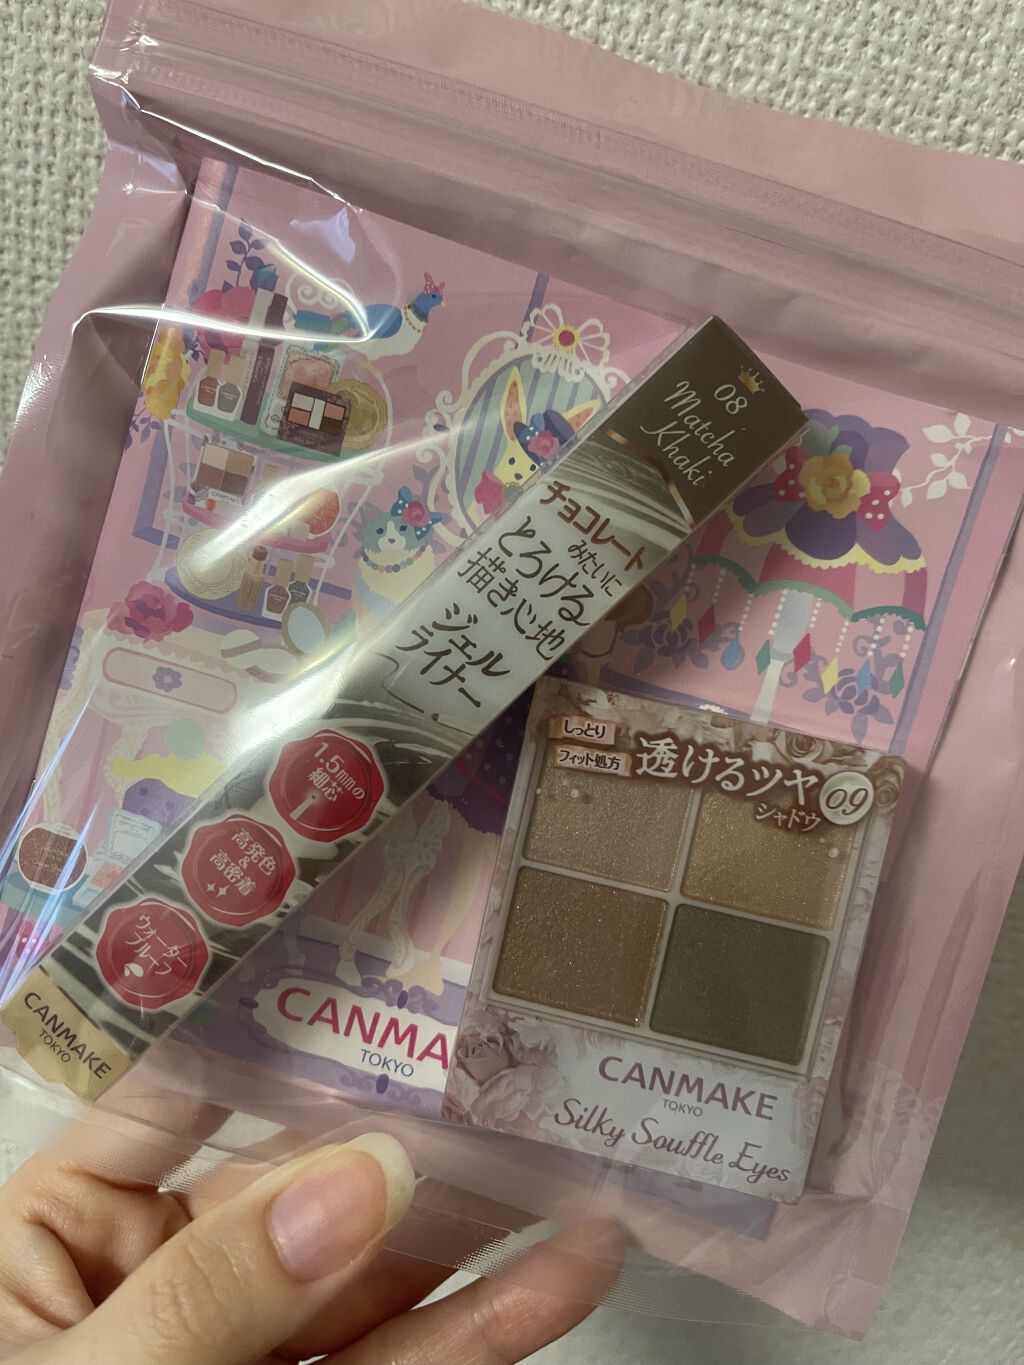 08
Matcha
Khaki
チョコレート
みたいに
とろける
描き心地
ジェル
ライナー
1.5mmの
細芯
高発色
&
高密着
ウォーター
プルーフ
CANMAKE
TOKYO
CANMA
TOKYO
しっとり
フィット処方
透けるツヤ
シャドウ
09
CANMAKE
TOKYO
Silky Souffle Eyes